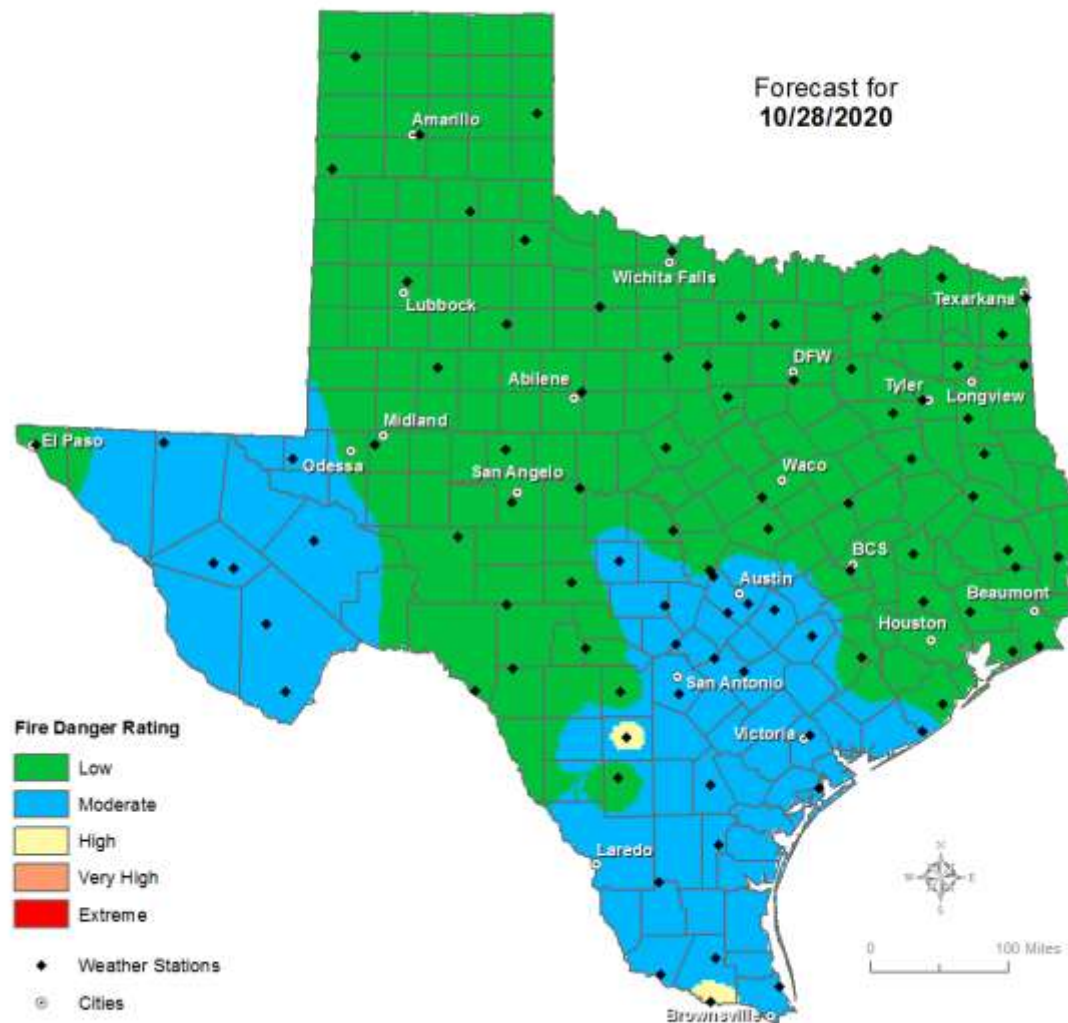 Forecast for
10/28/2020
Amarillo
Wichita Falls
Lubbock
Texarkana
DFW
Abilene
Tyler
Longview
Midland
El Paso
Odessa
San Angelo
Waco
BCS
Austin
Beaumont
Houston
San Antonio
Victoria
Laredo
Brownsville
Fire Danger Rating
Low
Moderate
High
Very High
Extreme
Weather Stations
Cities
N
W E
S
0 100 Miles